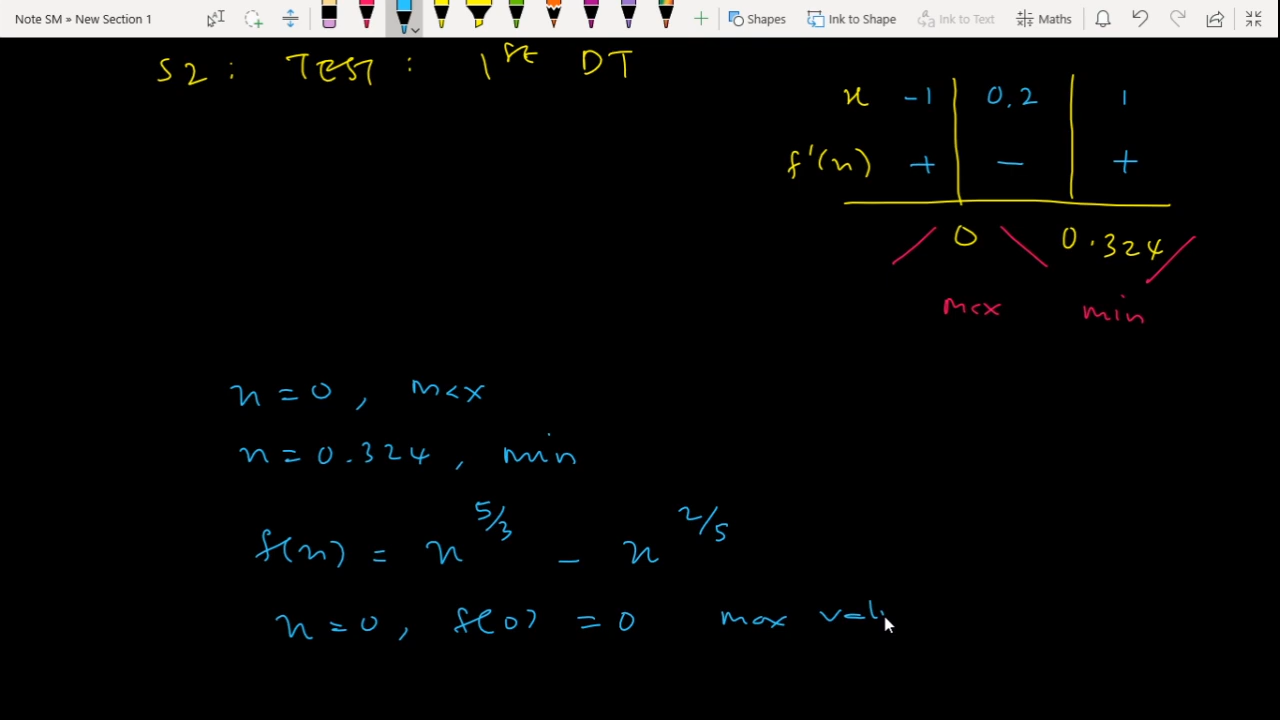 Note SM » New Section 1
Shapes Ink to Shape Ink to Text Maths
S2 : TEST : 1st DT
x -1 0.2 1
f'(x) + - +
0 0.324
max min
x = 0 , max
x = 0.324 , min
f(x) = x^5/3 - x^2/5
x = 0 , f(0) = 0 max valu